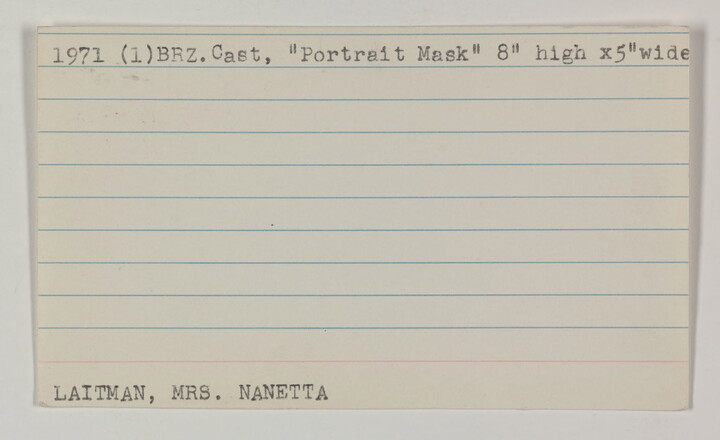 1971 (1)BRZ.Cast, "Portrait Mask" 8" high x5"wide
LAITMAN, MRS. NANETTA